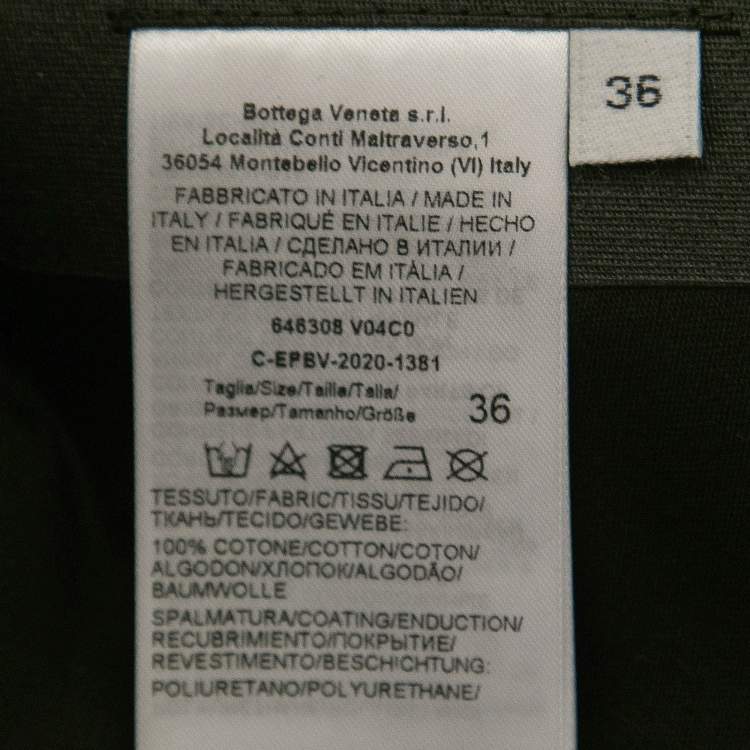 36
Bottega Veneta s.r.l.
Località Conti Maltraverso,1
36054 Montebello Vicentino (VI) Italy
FABBRICATO IN ITALIA / MADE IN
ITALY / FABRIQUÉ EN ITALIE / HECHO
EN ITALIA / СДЕЛАНО В ИТАЛИИ /
FABRICADO EM ITÁLIA /
HERGESTELLT IN ITALIEN
646308 V04C0
C-EPBV-2020-1381
Taglia/Size/Taille/Talla/
Размер/Tamanho/Größe 36
TESSUTO/FABRIC/TISSU/TEJIDO/
ТКАНЬ/TECIDO/GEWEBE:
100% COTONE/COTTON/COTON/
ALGODON/ХЛОПОК/ALGODÃO/
BAUMWOLLE
SPALMATURA/COATING/ENDUCTION/
RECUBRIMIENTO/ПОКРЫТИЕ/
REVESTIMENTO/BESCHICHTUNG:
POLIURETANO/POLYURETHANE/